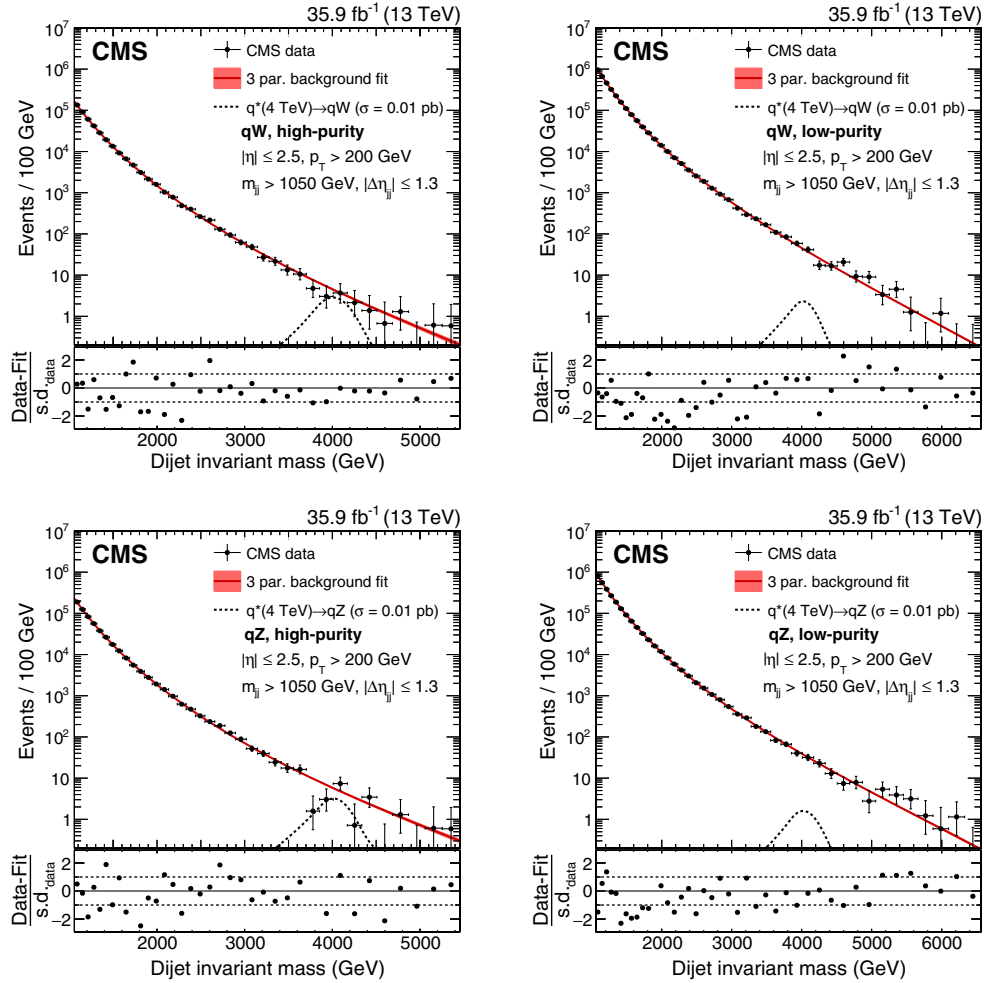 35.9 fb⁻¹ (13 TeV)
CMS
CMS data
3 par. background fit
q*(4 TeV)→qW (σ = 0.01 pb)
qW, high-purity
|η| ≤ 2.5, p_T > 200 GeV
m_jj > 1050 GeV, |Δη_jj| ≤ 1.3
Events / 100 GeV
10⁷
10⁶
10⁵
10⁴
10³
10²
10
1
Data-Fit
s.d._data
2
0
−2
2000 3000 4000 5000
Dijet invariant mass (GeV)
35.9 fb⁻¹ (13 TeV)
CMS
CMS data
3 par. background fit
q*(4 TeV)→qW (σ = 0.01 pb)
qW, low-purity
|η| ≤ 2.5, p_T > 200 GeV
m_jj > 1050 GeV, |Δη_jj| ≤ 1.3
Events / 100 GeV
10⁷
10⁶
10⁵
10⁴
10³
10²
10
1
Data-Fit
s.d._data
2
0
−2
2000 3000 4000 5000 6000
Dijet invariant mass (GeV)
35.9 fb⁻¹ (13 TeV)
CMS
CMS data
3 par. background fit
q*(4 TeV)→qZ (σ = 0.01 pb)
qZ, high-purity
|η| ≤ 2.5, p_T > 200 GeV
m_jj > 1050 GeV, |Δη_jj| ≤ 1.3
Events / 100 GeV
10⁷
10⁶
10⁵
10⁴
10³
10²
10
1
Data-Fit
s.d._data
2
0
−2
2000 3000 4000 5000
Dijet invariant mass (GeV)
35.9 fb⁻¹ (13 TeV)
CMS
CMS data
3 par. background fit
q*(4 TeV)→qZ (σ = 0.01 pb)
qZ, low-purity
|η| ≤ 2.5, p_T > 200 GeV
m_jj > 1050 GeV, |Δη_jj| ≤ 1.3
Events / 100 GeV
10⁷
10⁶
10⁵
10⁴
10³
10²
10
1
Data-Fit
s.d._data
2
0
−2
2000 3000 4000 5000 6000
Dijet invariant mass (GeV)